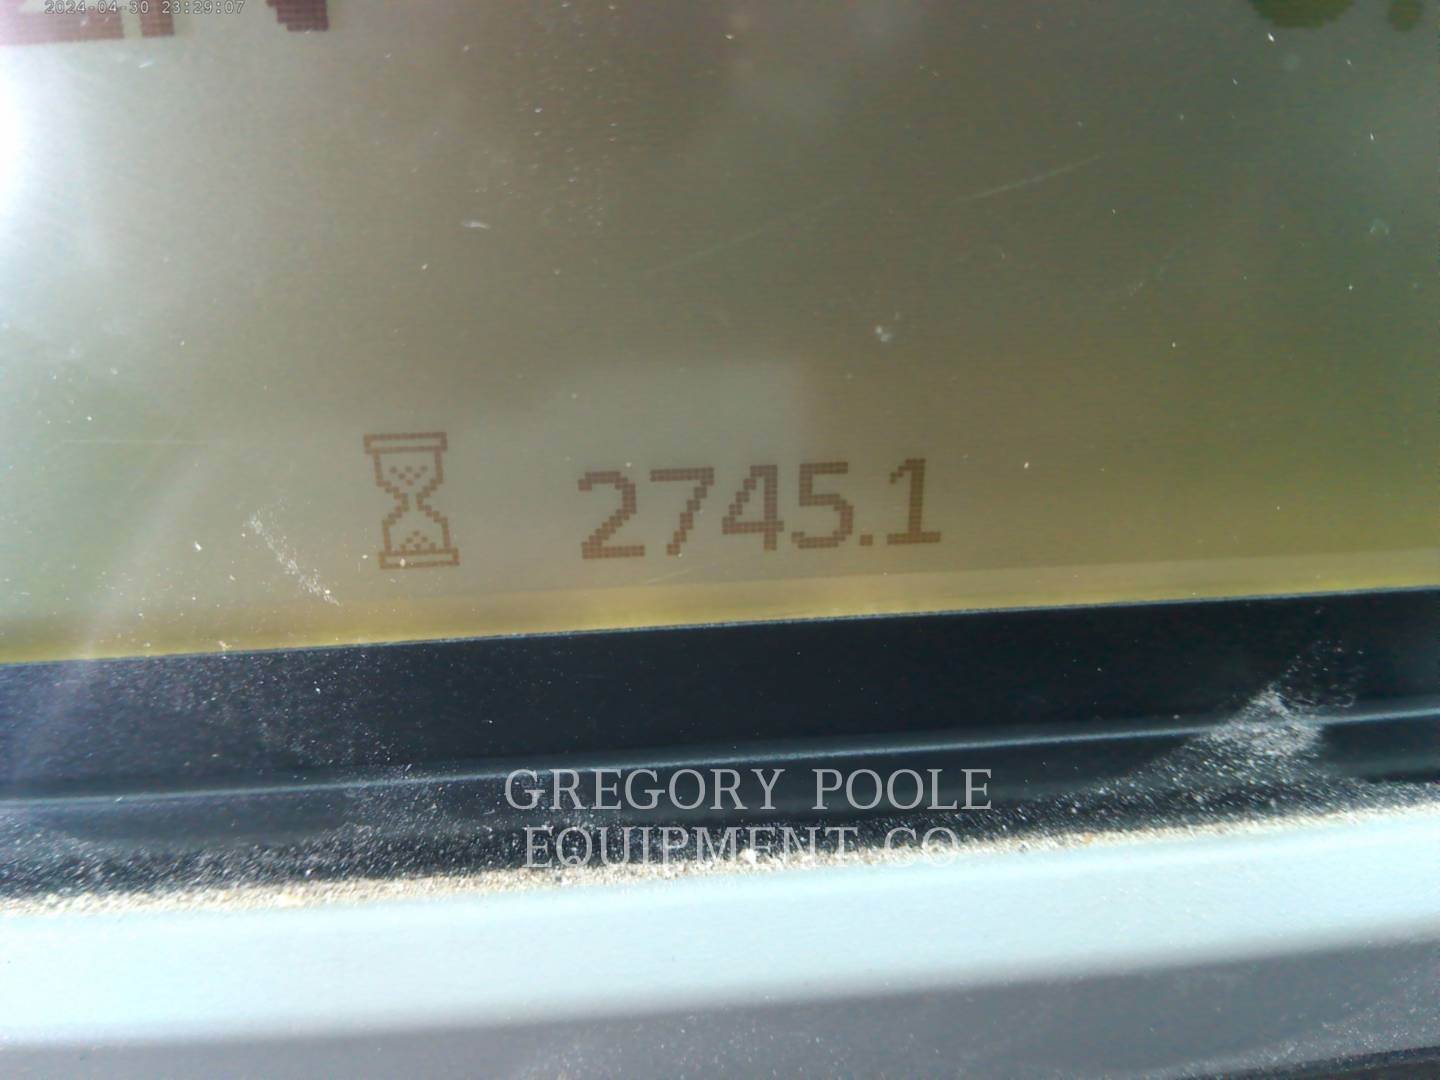 2024-04-30 23:29:07
2745.1
GREGORY POOLE
EQUIPMENT CO